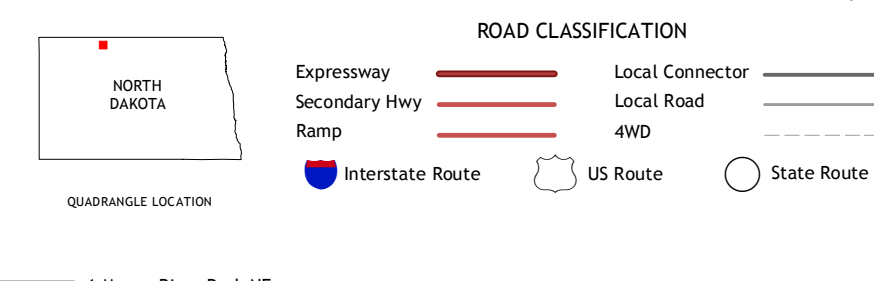 ROAD CLASSIFICATION
NORTH
DAKOTA
QUADRANGLE LOCATION
Expressway
Secondary Hwy
Ramp
Local Connector
Local Road
4WD
Interstate Route
US Route
State Route